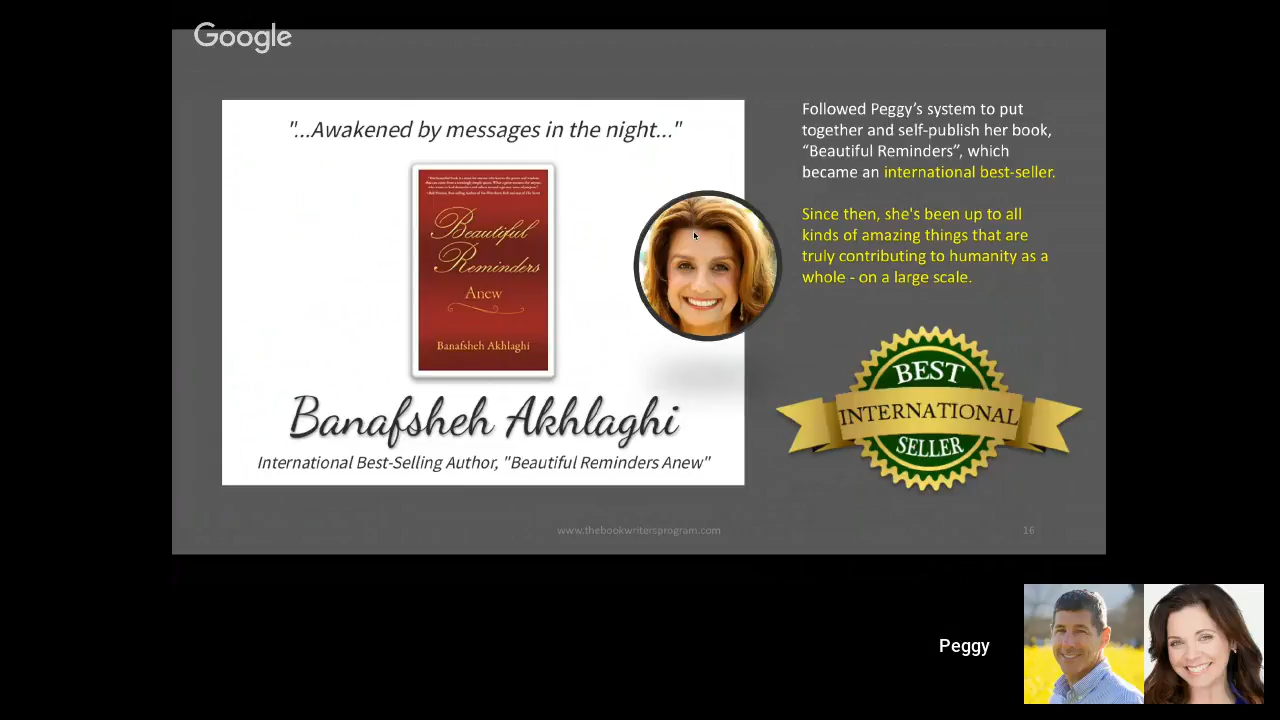 Google
"...Awakened by messages in the night..."
Beautiful
Reminders
Anew
Banafsheh Akhlaghi
Banafsheh Akhlaghi
International Best-Selling Author, "Beautiful Reminders Anew"
Followed Peggy's system to put
together and self-publish her book,
“Beautiful Reminders”, which
became an international best-seller.
Since then, she's been up to all
kinds of amazing things that are
truly contributing to humanity as a
whole - on a large scale.
BEST
INTERNATIONAL
SELLER
www.thebookwritersprogram.com
16
Peggy